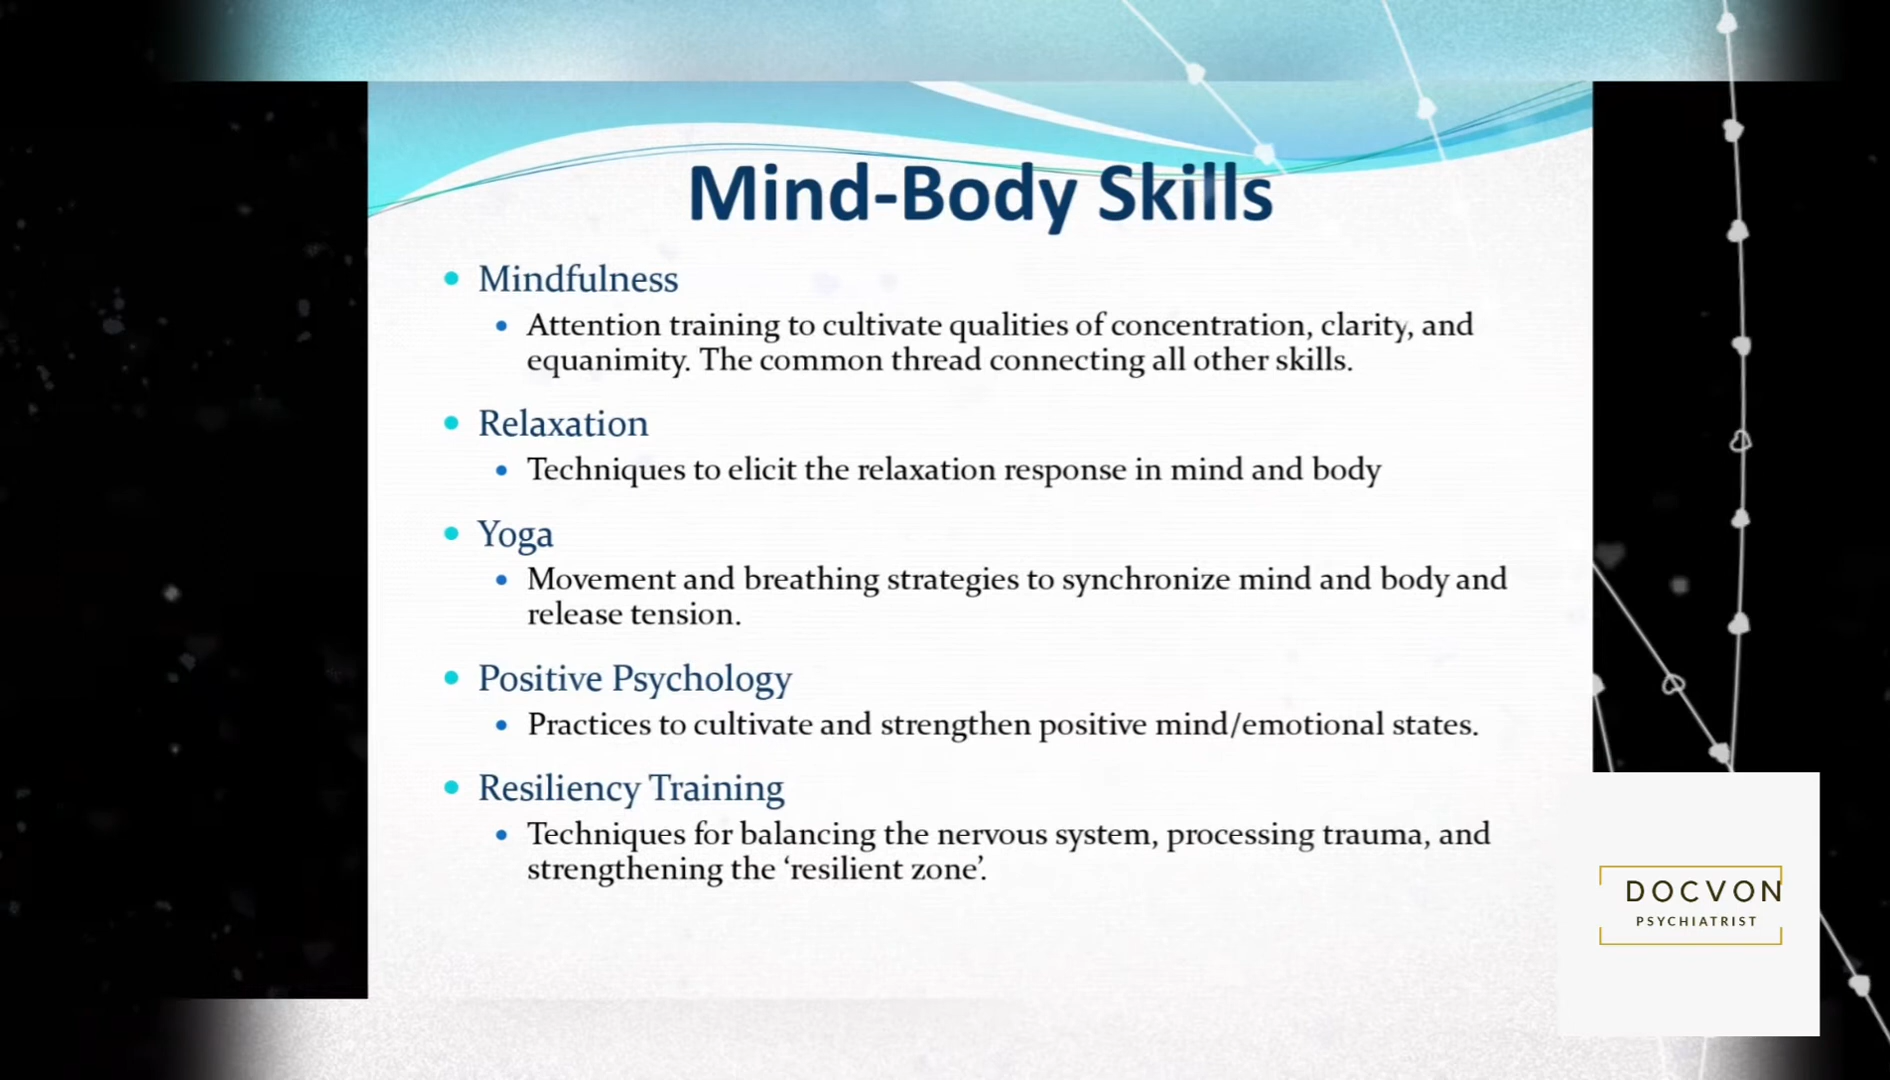 Mind-Body Skills
Mindfulness
Attention training to cultivate qualities of concentration, clarity, and
equanimity. The common thread connecting all other skills.
Relaxation
Techniques to elicit the relaxation response in mind and body
Yoga
Movement and breathing strategies to synchronize mind and body and
release tension.
Positive Psychology
Practices to cultivate and strengthen positive mind/emotional states.
Resiliency Training
Techniques for balancing the nervous system, processing trauma, and
strengthening the ‘resilient zone’.
DOCVON
PSYCHIATRIST